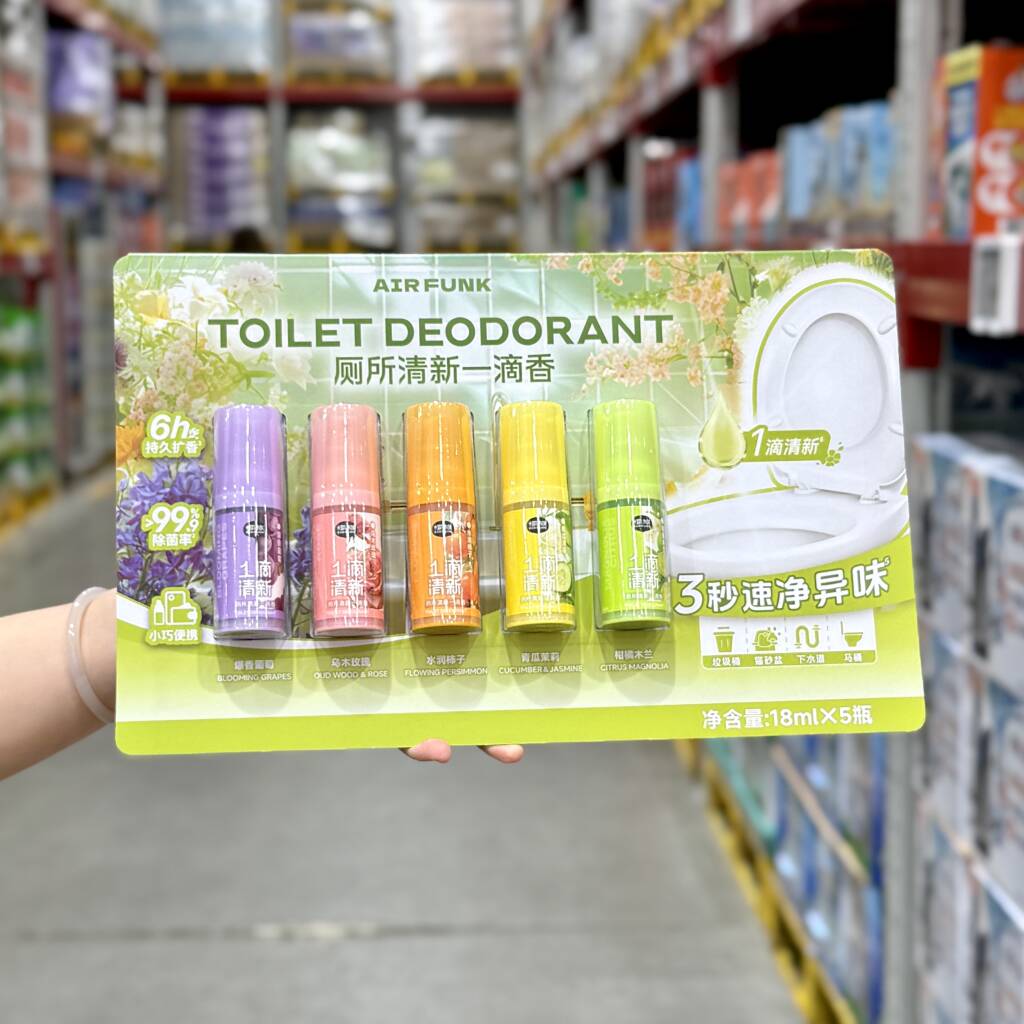 AIR FUNK
TOILET DEODORANT
厕所清新一滴香
6h
持久扩香
>99.9%
除菌率
小巧便携
1滴清新
1滴清新
1滴清新
1滴清新
1滴清新
1滴清新
3秒速净异味
垃圾桶 猫砂盆 下水道 马桶
爆香葡萄
BLOOMING GRAPES
乌木玫瑰
OUD WOOD & ROSE
水润柿子
FLOWING PERSIMMON
青瓜茉莉
CUCUMBER & JASMINE
柑橘木兰
CITRUS MAGNOLIA
净含量:18ml×5瓶